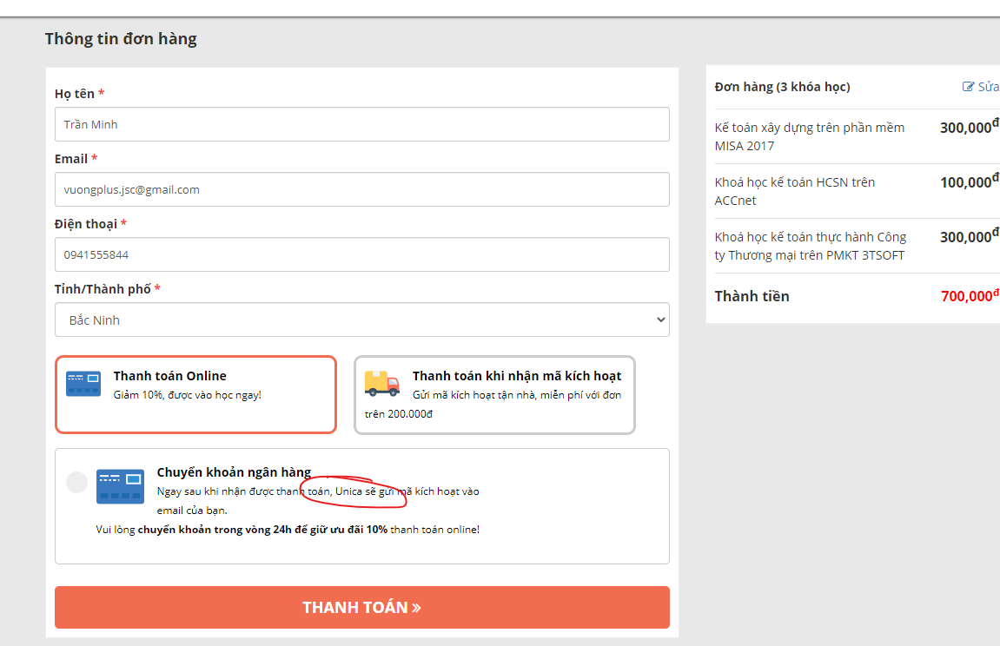 Thông tin đơn hàng
Họ tên *
Trần Minh
Email *
vuongplus.jsc@gmail.com
Điện thoại *
0941555844
Tỉnh/Thành phố *
Bắc Ninh
Thanh toán Online
Giảm 10%, được vào học ngay!
Thanh toán khi nhận mã kích hoạt
Gửi mã kích hoạt tận nhà, miễn phí với đơn
trên 200.000đ
Chuyển khoản ngân hàng
Ngay sau khi nhận được thanh toán, Unica sẽ gửi mã kích hoạt vào
email của bạn.
Vui lòng chuyển khoản trong vòng 24h để giữ ưu đãi 10% thanh toán online!
THANH TOÁN »
Đơn hàng (3 khóa học) Sửa
Kế toán xây dựng trên phần mềm 300,000đ
MISA 2017
Khoá học kế toán HCSN trên 100,000đ
ACCnet
Khoá học kế toán thực hành Công 300,000đ
ty Thương mại trên PMKT 3TSOFT
Thành tiền 700,000đ